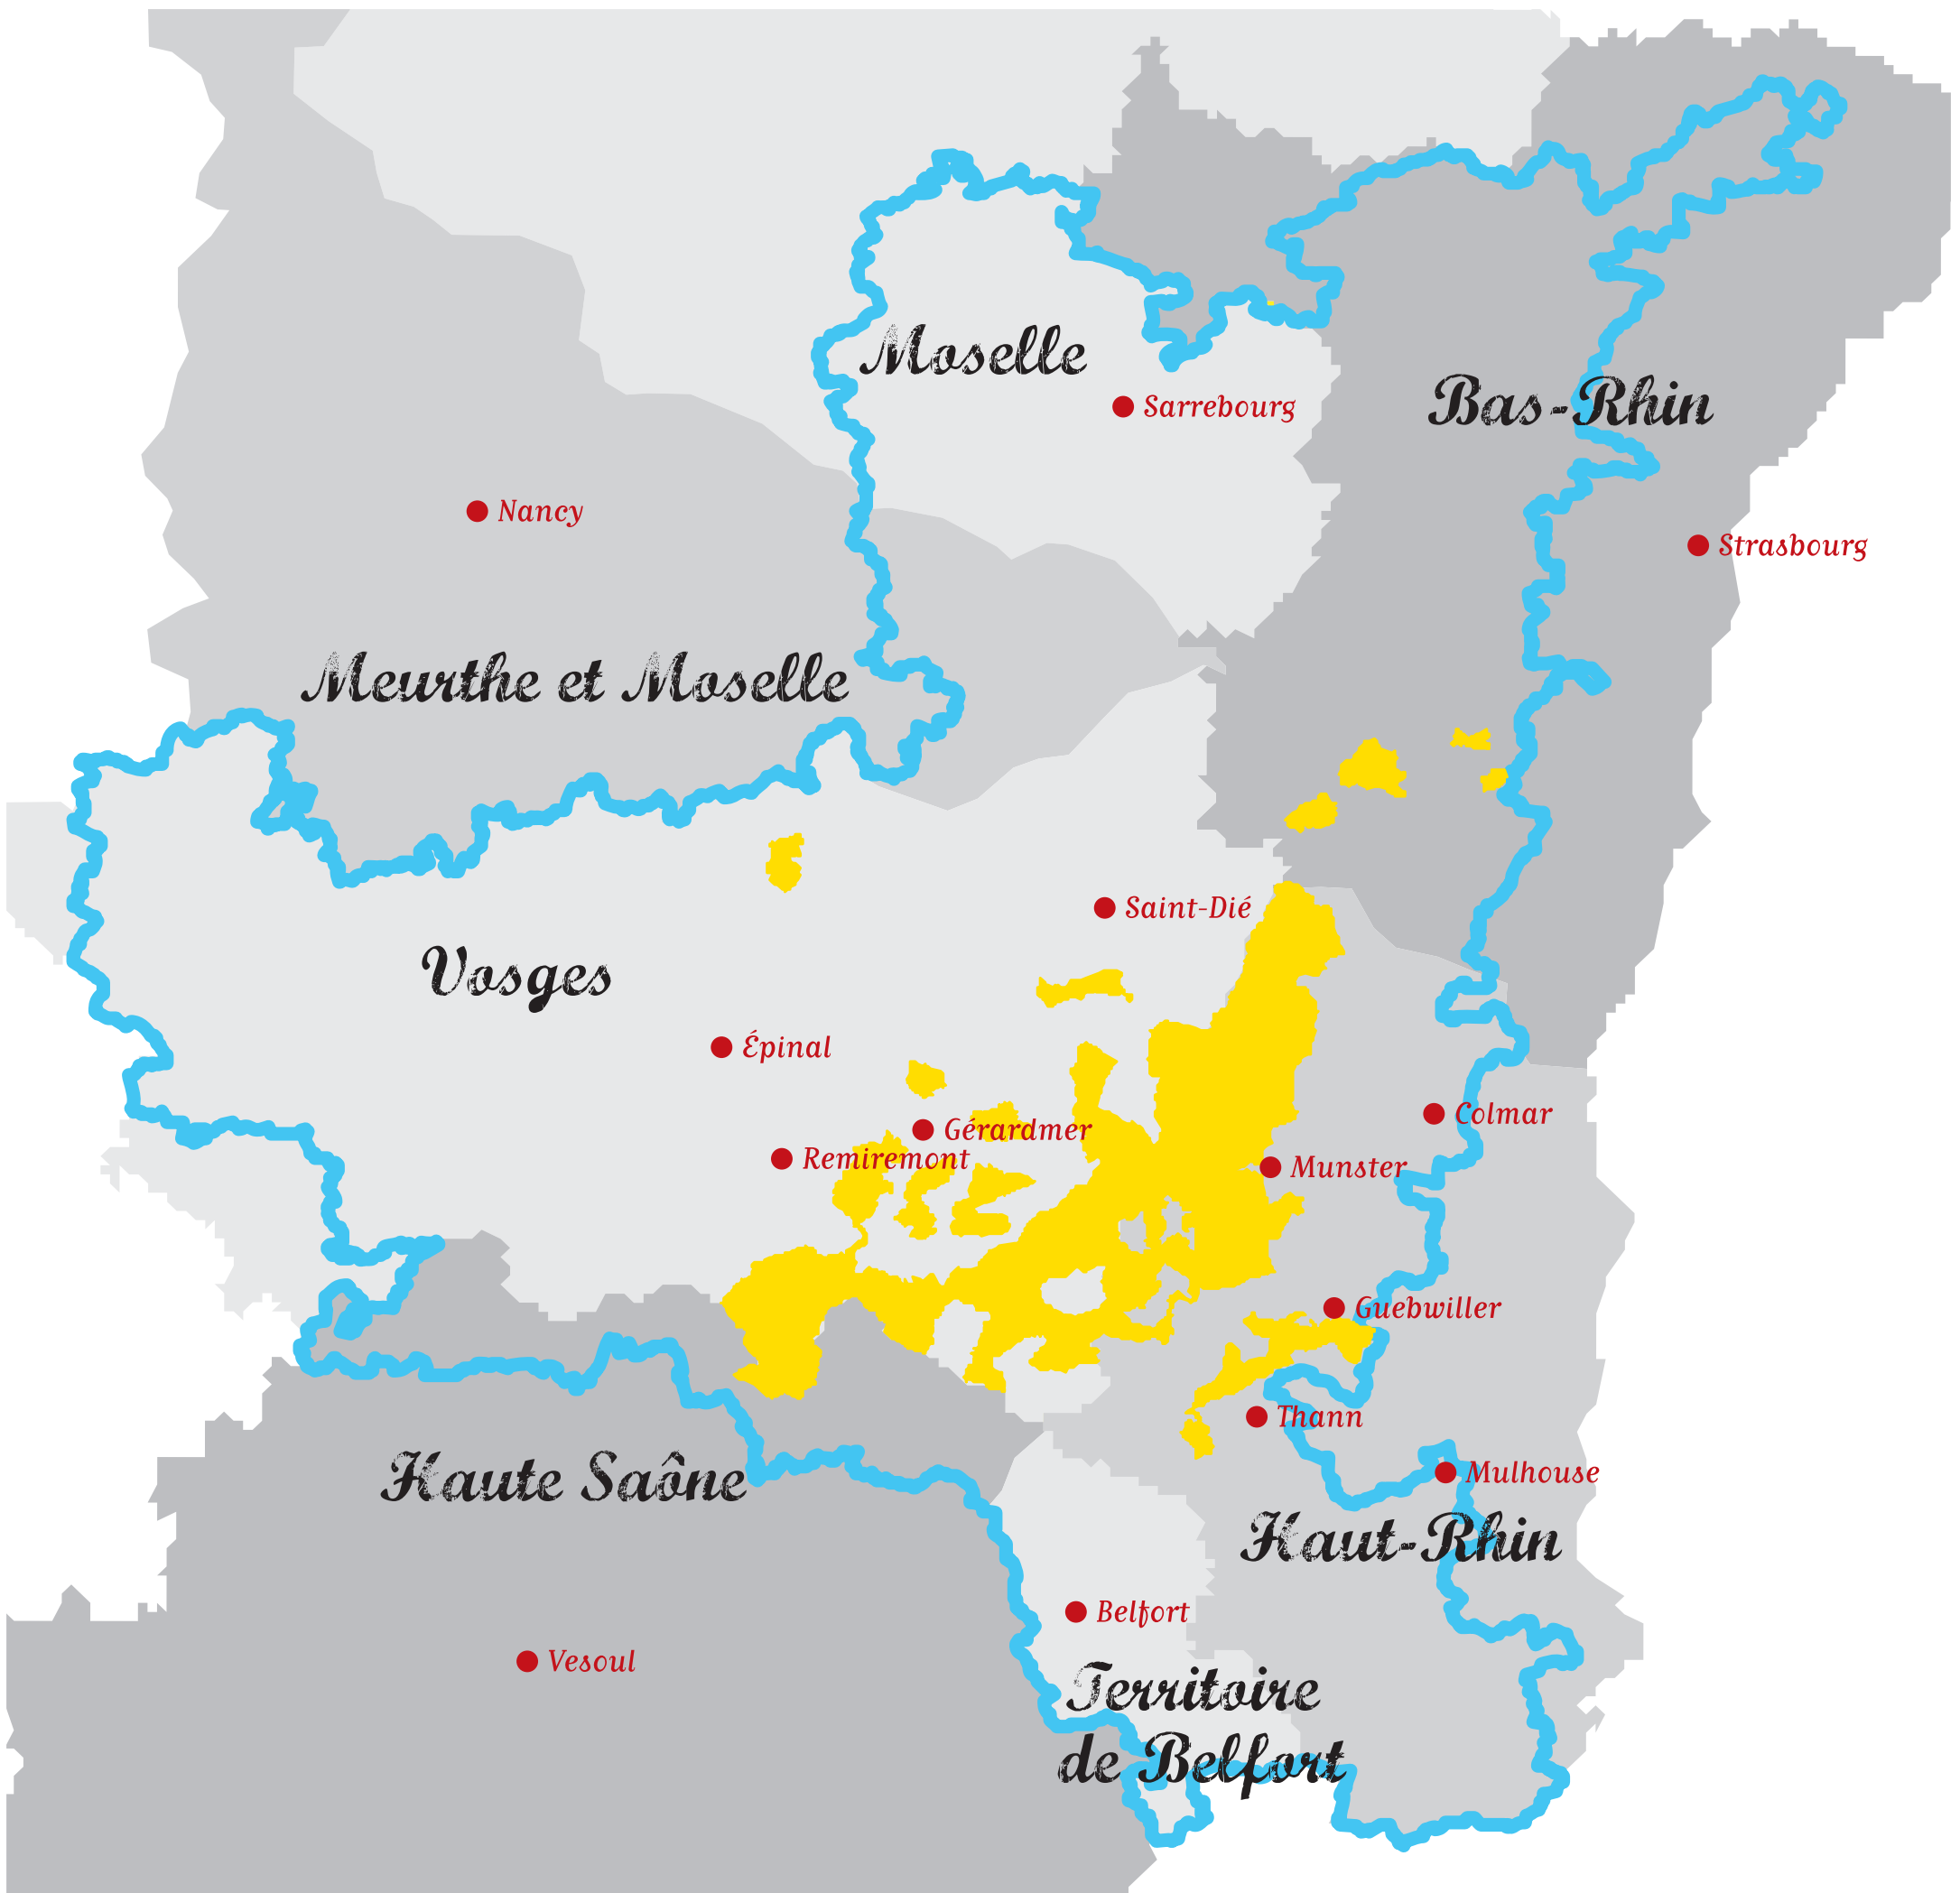 Moselle
Sarrebourg
Bas-Rhin
Nancy
Strasbourg
Meurthe et Moselle
Saint-Dié
Vosges
Épinal
Colmar
Gérardmer
Remiremont
Munster
Guebwiller
Thann
Haute Saône
Mulhouse
Haut-Rhin
Belfort
Vesoul
Territoire
de Belfort